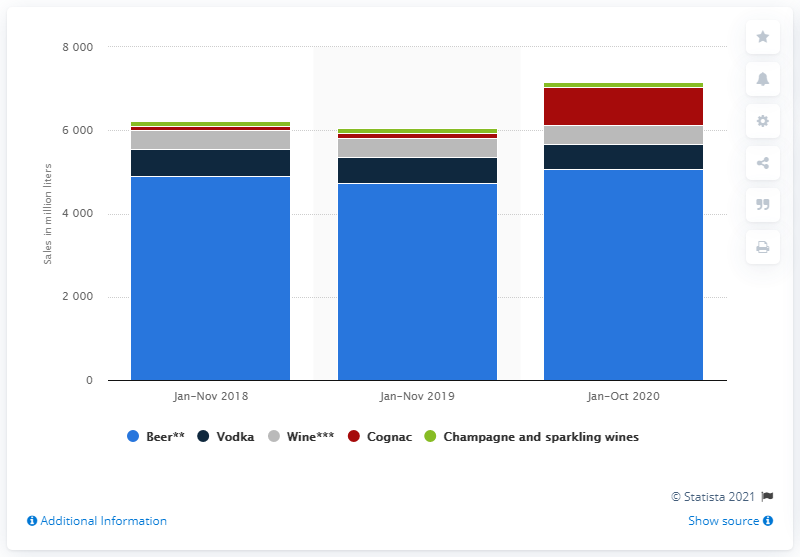 8 000
6 000
4 000
2 000
0
Sales in million liters
Jan-Nov 2018 Jan-Nov 2019 Jan-Oct 2020
Beer** Vodka Wine*** Cognac Champagne and sparkling wines
© Statista 2021
Additional Information Show source